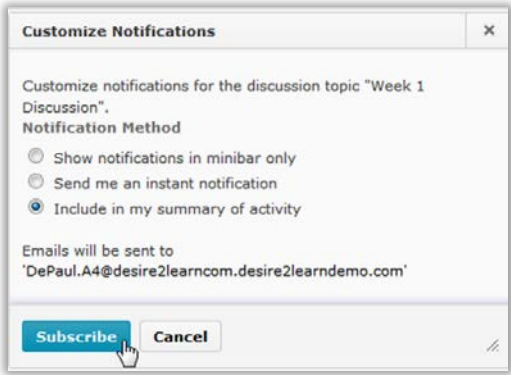 Customize Notifications
Customize notifications for the discussion topic "Week 1
Discussion".
Notification Method
Show notifications in minibar only
Send me an instant notification
Include in my summary of activity
Emails will be sent to
'DePaul.A4@desire2learncom.desire2learndemo.com'
Subscribe Cancel